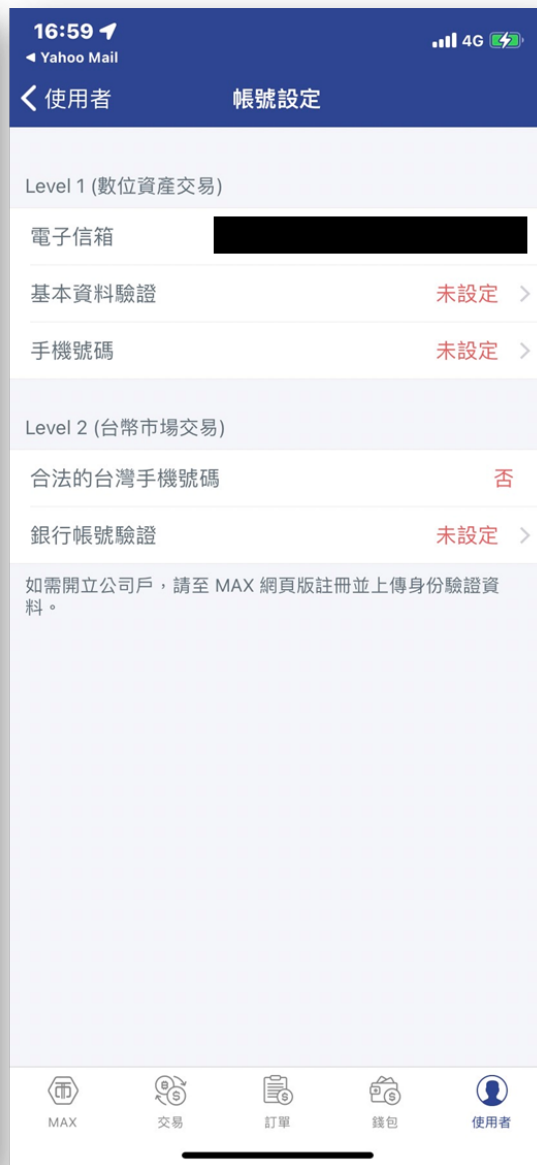 16:59
4G
◀ Yahoo Mail
使用者
帳號設定
Level 1 (數位資產交易)
電子信箱
基本資料驗證 未設定
手機號碼 未設定
Level 2 (台幣市場交易)
合法的台灣手機號碼 否
銀行帳號驗證 未設定
如需開立公司戶，請至 MAX 網頁版註冊並上傳身份驗證資
料。
MAX 交易 訂單 錢包 使用者